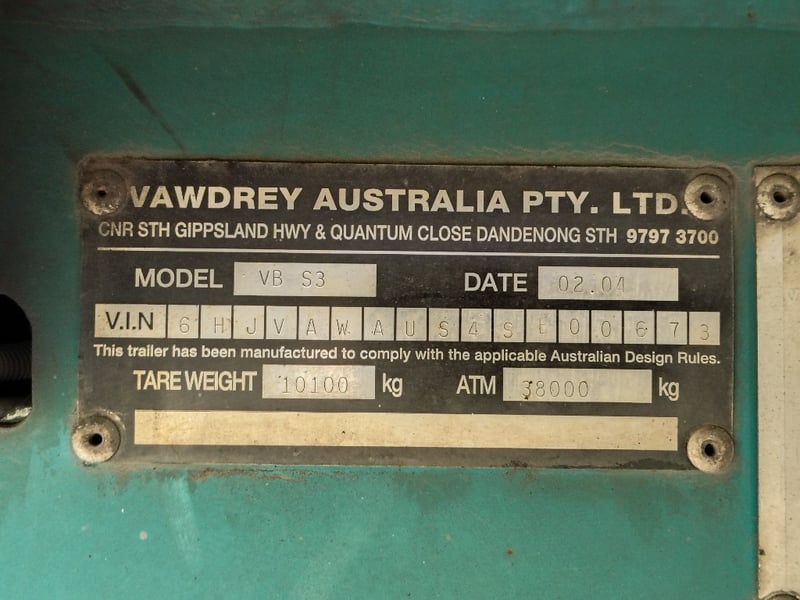 VAWDREY AUSTRALIA PTY. LTD.
CNR STH GIPPSLAND HWY & QUANTUM CLOSE DANDENONG STH 9797 3700
MODEL VB S3 DATE 02.04
V.I.N
This trailer has been manufactured to comply with the applicable Australian Design Rules.
TARE WEIGHT 10100 kg ATM 38000 kg